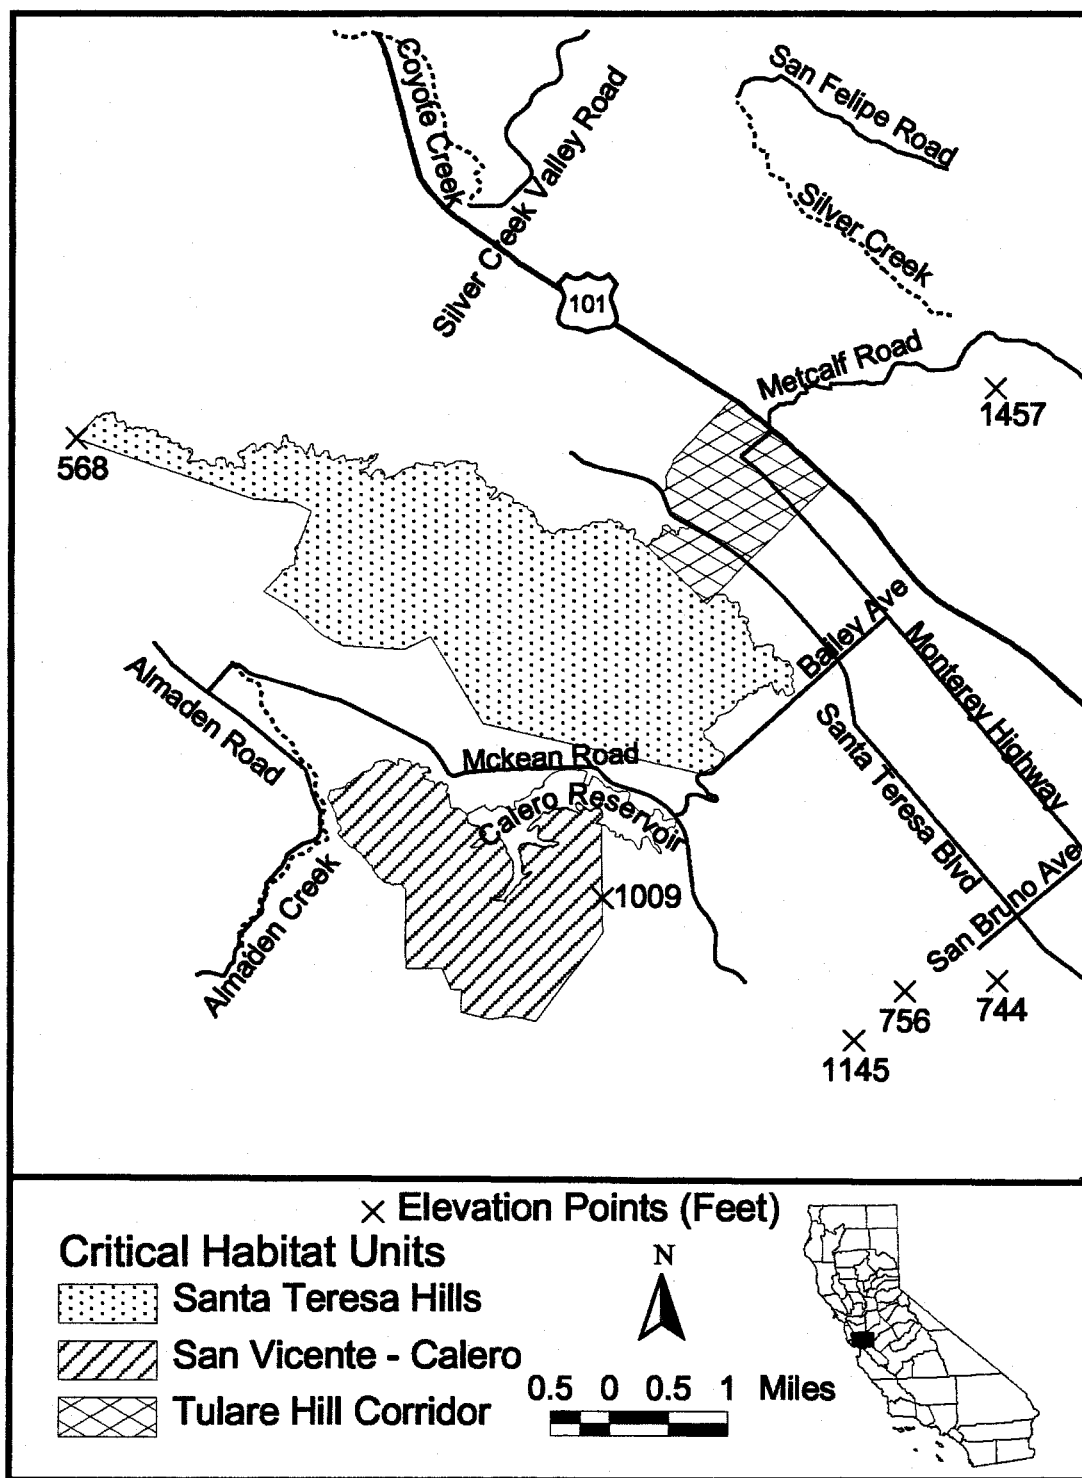 Coyote Creek
Silver Creek Valley Road
San Felipe Road
Silver Creek
101
Metcalf Road
1457
568
Bailey Ave
Monterey Highway
Almaden Road
Mckean Road
Calero Reservoir
Santa Teresa Blvd
San Bruno Ave
Almaden Creek
1009
756
744
1145
Elevation Points (Feet)
Critical Habitat Units
N
Santa Teresa Hills
San Vicente - Calero
Tulare Hill Corridor
0.5 0 0.5 1 Miles